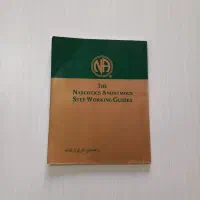 NA
THE
NARCOTICS ANONYMOUS
STEP WORKING GUIDES